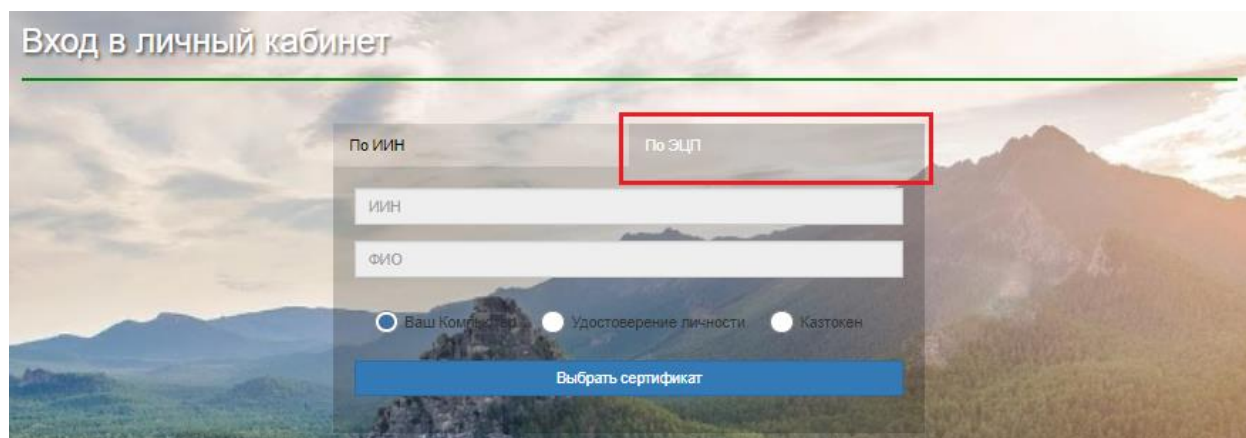 Вход в личный кабинет
По ИИН
По ЭЦП
ИИН
ФИО
Ваш Компьютер Удостоверение личности Казтокен
Выбрать сертификат